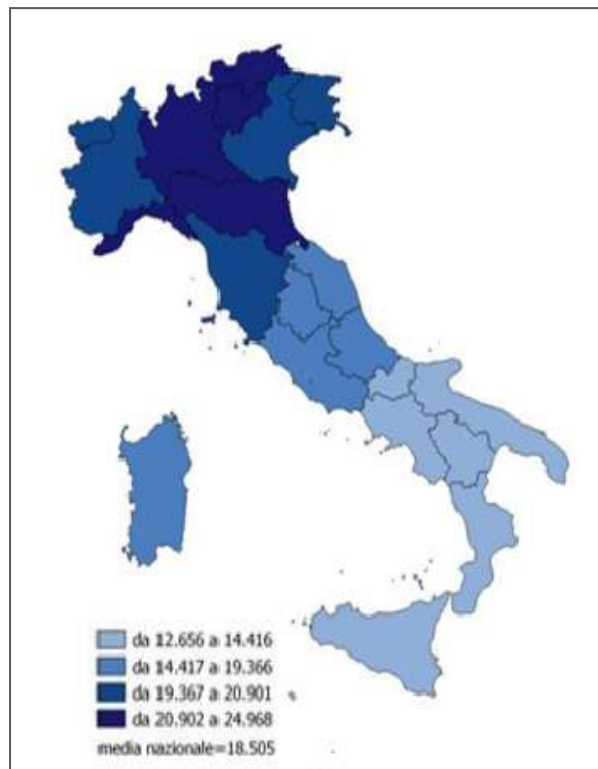 da 12.656 a 14.416
da 14.417 a 19.366
da 19.367 a 20.901
da 20.902 a 24.968
media nazionale=18.505